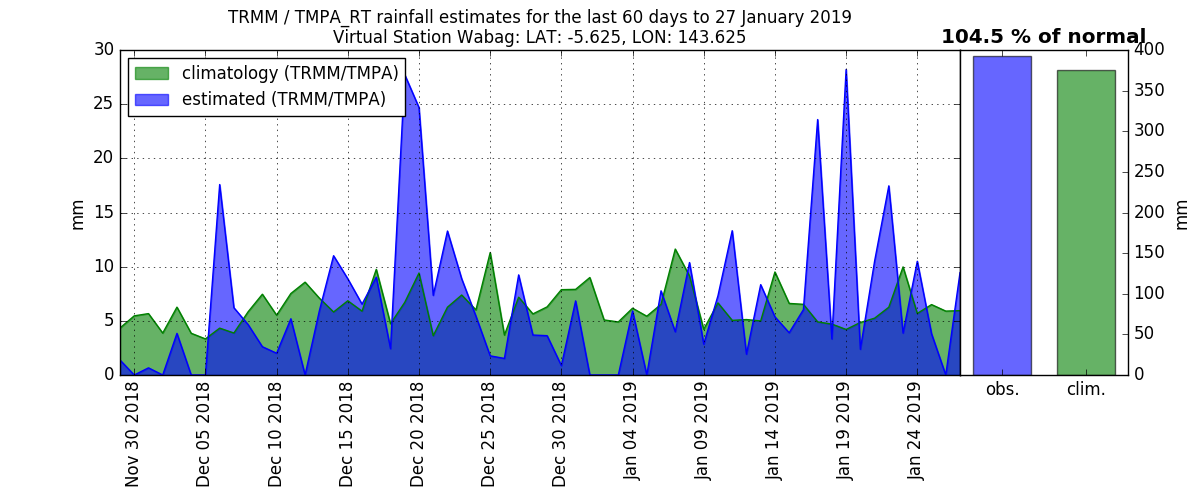 TRMM / TMPA_RT rainfall estimates for the last 60 days to 27 January 2019
Virtual Station Wabag: LAT: -5.625, LON: 143.625
104.5 % of normal
climatology (TRMM/TMPA)
estimated (TRMM/TMPA)
30
25
20
15
10
5
0
mm
400
350
300
250
200
150
100
50
0
mm
Nov 30 2018
Dec 05 2018
Dec 10 2018
Dec 15 2018
Dec 20 2018
Dec 25 2018
Dec 30 2018
Jan 04 2019
Jan 09 2019
Jan 14 2019
Jan 19 2019
Jan 24 2019
obs.
clim.